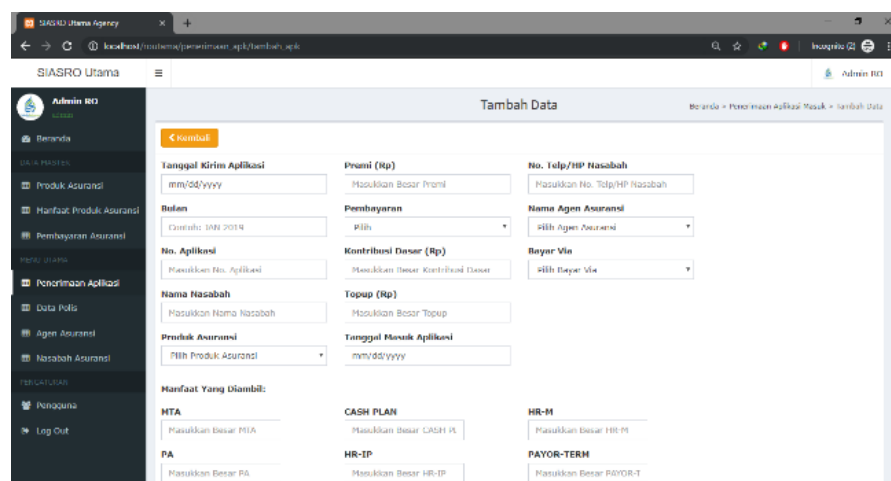 SIASRO Utama Agency
localhost/routama/penerimaan_apk/tambah_apk
Incognito (2)
SIASRO Utama
Admin RO
Admin RO
Tambah Data
Beranda » Penerimaan Aplikasi Masuk » Tambah Data
Beranda
Kembali
DATA MASTER
Produk Asuransi
Manfaat Produk Asuransi
Pembayaran Asuransi
MENU UTAMA
Penerimaan Aplikasi
Data Polis
Agen Asuransi
Nasabah Asuransi
PENGATURAN
Pengguna
Log Out
Tanggal Kirim Aplikasi
mm/dd/yyyy
Bulan
Contoh: JAN 2019
No. Aplikasi
Masukkan No. Aplikasi
Nama Nasabah
Masukkan Nama Nasabah
Produk Asuransi
Pilih Produk Asuransi
Premi (Rp)
Masukkan Besar Premi
Pembayaran
Pilih
Kontribusi Dasar (Rp)
Masukkan Besar Kontribusi Dasar
Topup (Rp)
Masukkan Besar Topup
Tanggal Masuk Aplikasi
mm/dd/yyyy
No. Telp/HP Nasabah
Masukkan No. Telp/HP Nasabah
Nama Agen Asuransi
Pilih Agen Asuransi
Bayar Via
Pilih Bayar Via
Manfaat Yang Diambil:
MTA
Masukkan Besar MTA
CASH PLAN
Masukkan Besar CASH PL
HR-M
Masukkan Besar HR-M
PA
Masukkan Besar PA
HR-IP
Masukkan Besar HR-IP
PAYOR-TERM
Masukkan Besar PAYOR-T